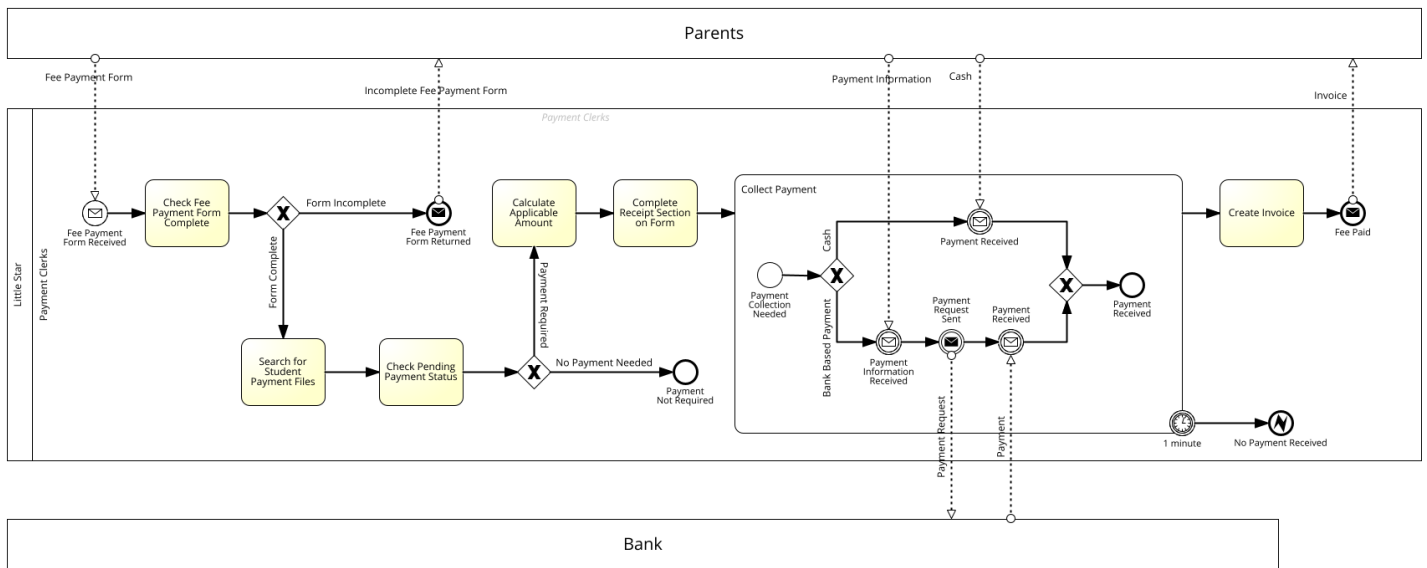 Parents
Fee Payment Form
Incomplete Fee Payment Form
Payment Information
Cash
Invoice
Payment Clerks
Little Star
Payment Clerks
Fee Payment
Form Received
Check Fee
Payment Form
Complete
Form Incomplete
Form Complete
Fee Payment
Form Returned
Search for
Student
Payment Files
Check Pending
Payment Status
Payment Required
No Payment Needed
Payment
Not Required
Calculate
Applicable
Amount
Complete
Receipt Section
on Form
Collect Payment
Payment
Collection
Needed
Cash
Bank Based Payment
Payment Received
Payment
Information
Received
Payment
Request
Sent
Payment
Received
Payment
Received
Payment Request
Payment
1 minute
No Payment Received
Create Invoice
Fee Paid
Bank